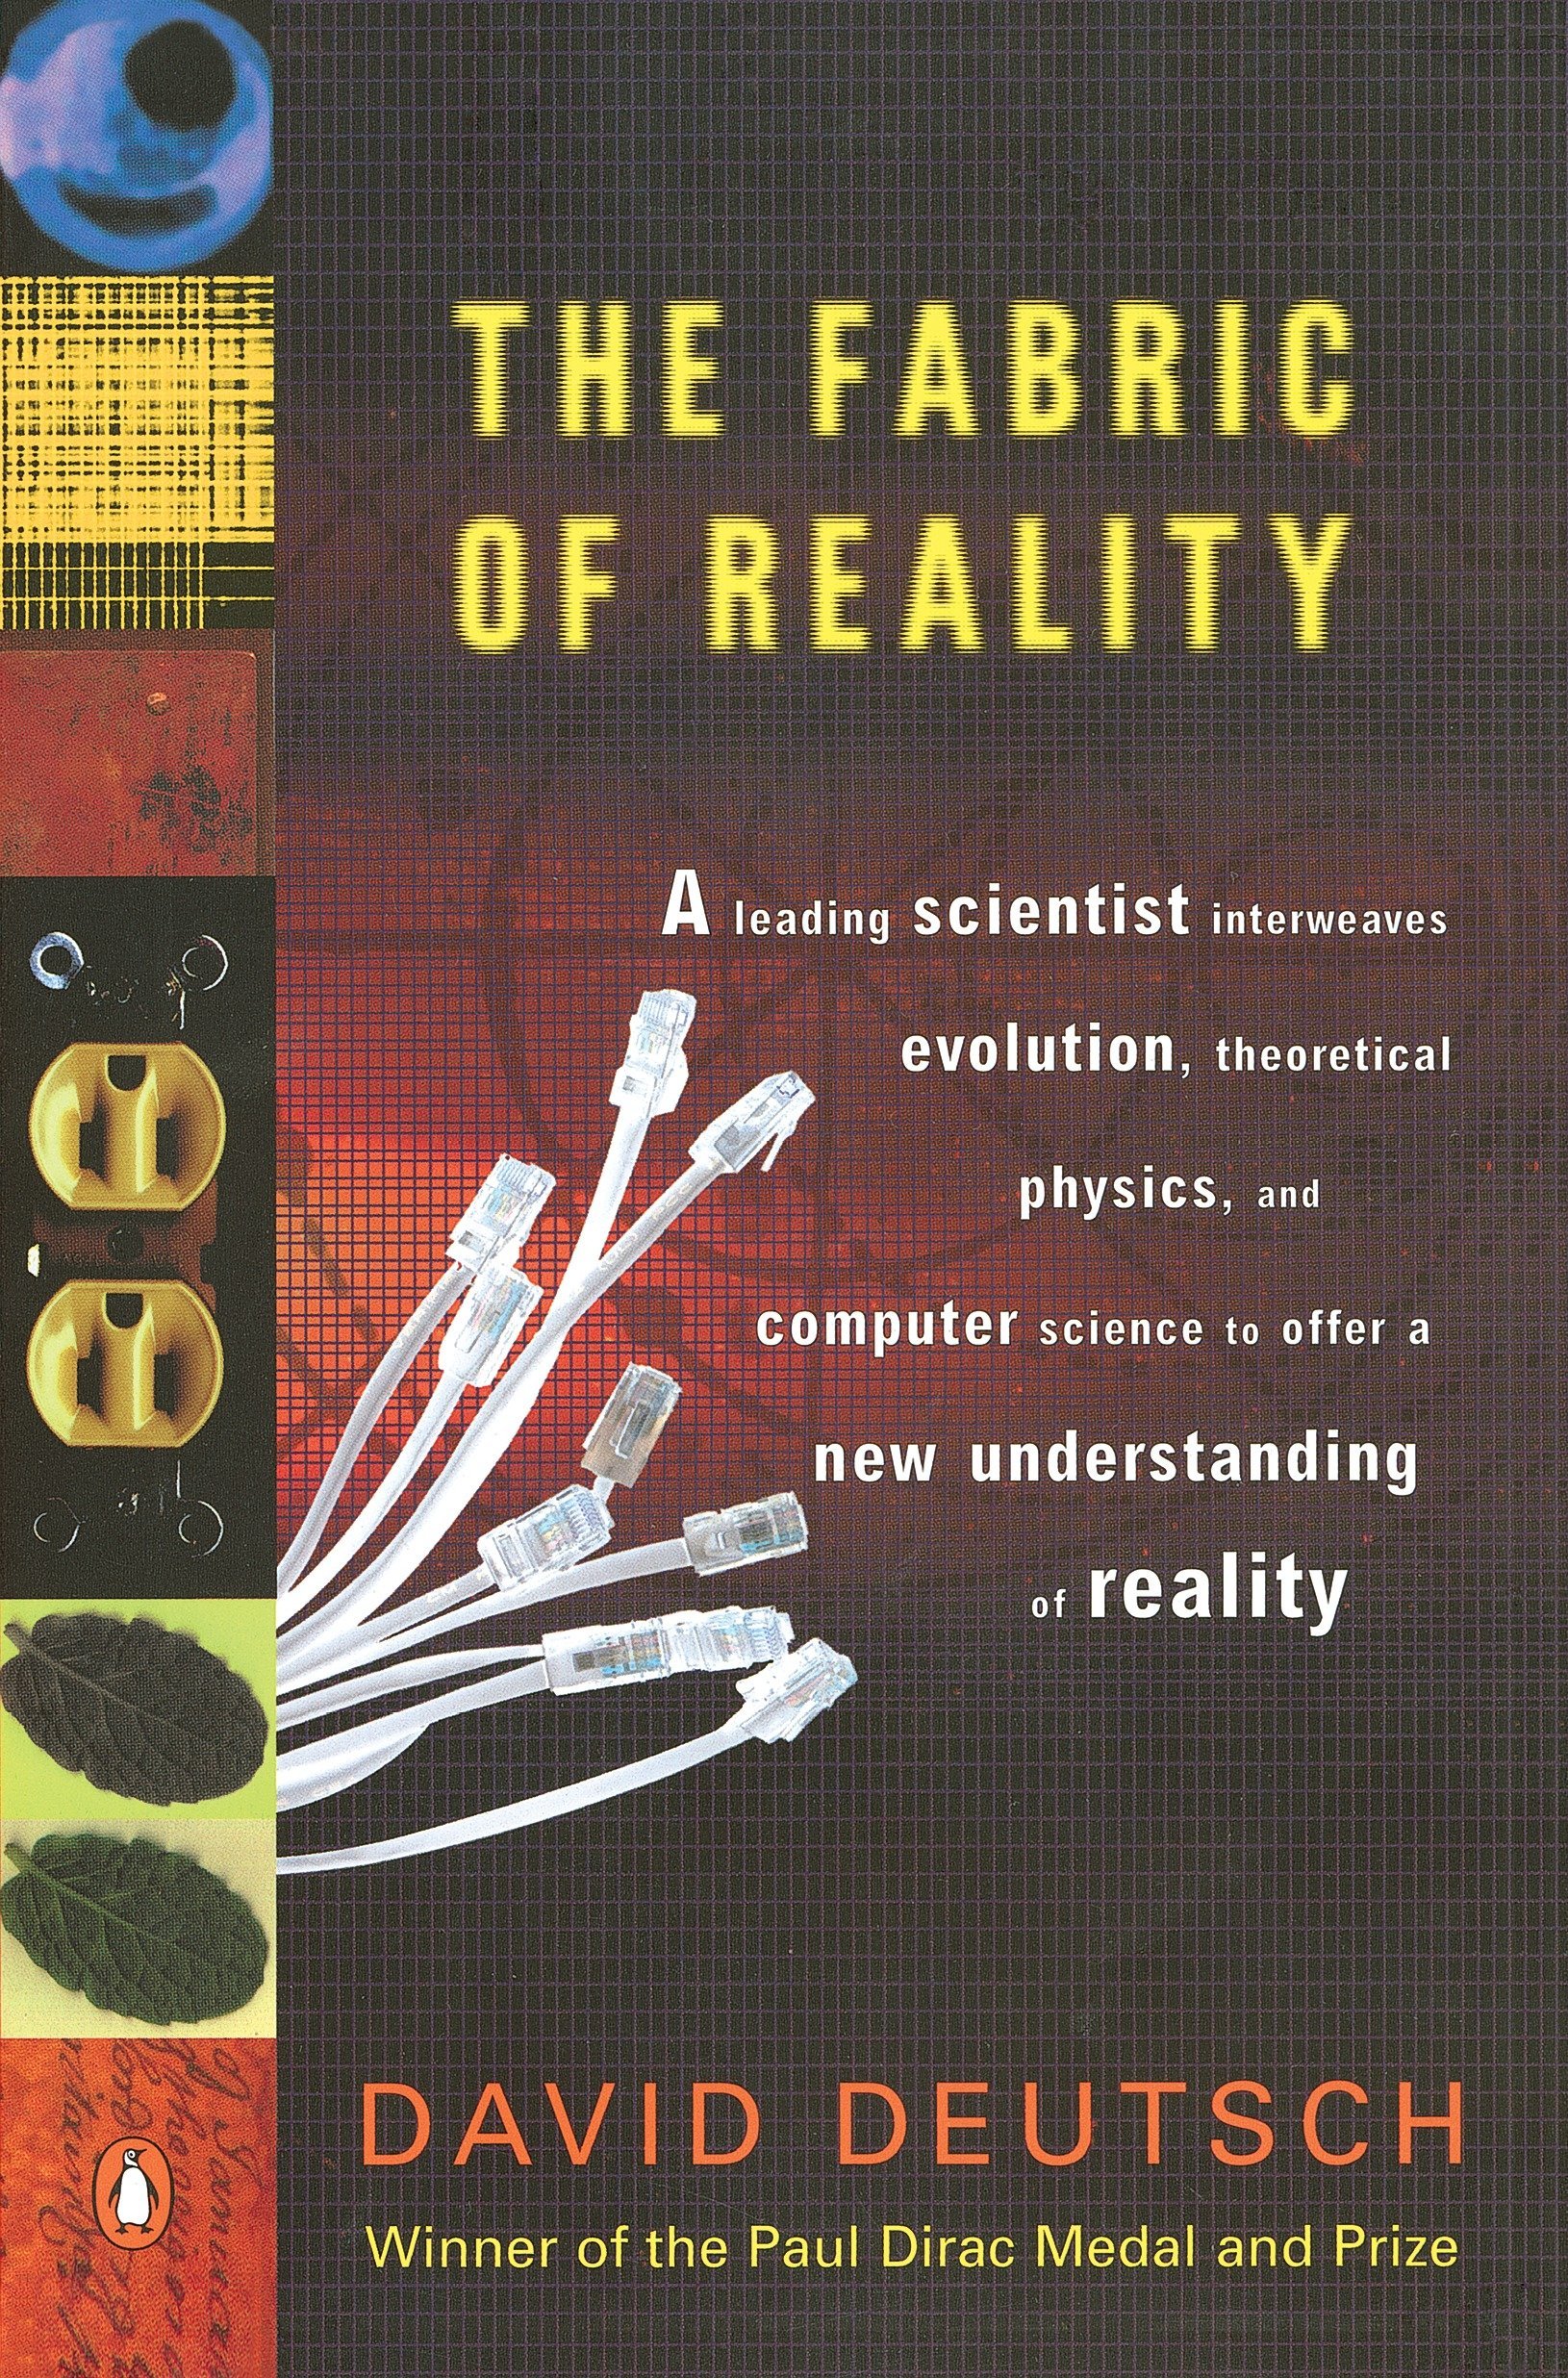 THE FABRIC
OF REALITY
A leading scientist interweaves
evolution, theoretical
physics, and
computer science to offer a
new understanding
of reality
DAVID DEUTSCH
Winner of the Paul Dirac Medal and Prize